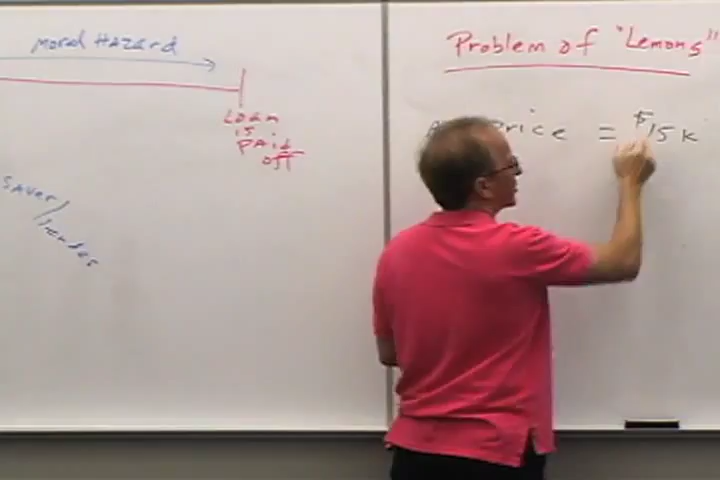 Moral Hazard
Loan
is
Paid
off
Saver/
Lender
Problem of "Lemons"
Price = $15K